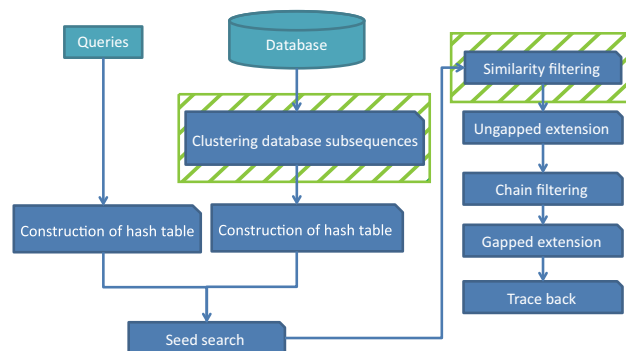 Queries
Database
Clustering database subsequences
Construction of hash table
Construction of hash table
Seed search
Similarity filtering
Ungapped extension
Chain filtering
Gapped extension
Trace back